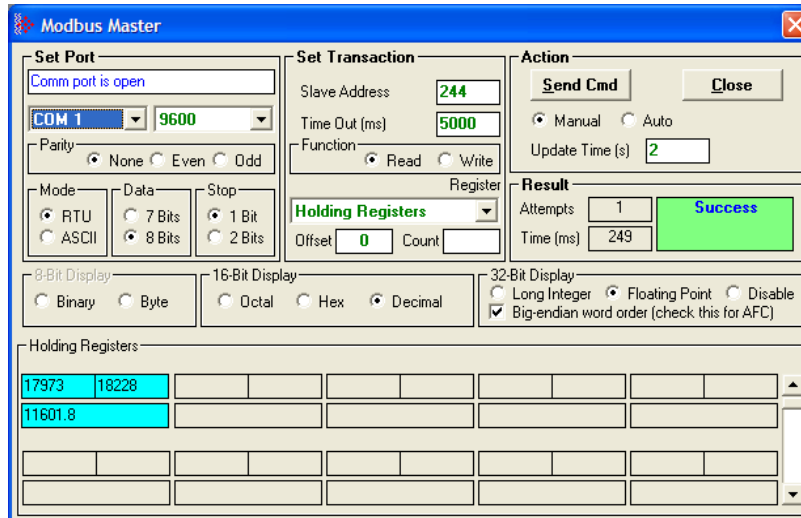 Modbus Master
Set Port
Comm port is open
COM 1 9600
Parity
None Even Odd
Mode
RTU
ASCII
Data
7 Bits
8 Bits
Stop
1 Bit
2 Bits
Set Transaction
Slave Address 244
Time Out (ms) 5000
Function
Read Write
Register
Holding Registers
Offset 0 Count
Action
Send Cmd Close
Manual Auto
Update Time (s) 2
Result
Attempts 1 Success
Time (ms) 249
8-Bit Display
Binary Byte
16-Bit Display
Octal Hex Decimal
32-Bit Display
Long Integer Floating Point Disable
Big-endian word order (check this for AFC)
Holding Registers
17973 18228
11601.8